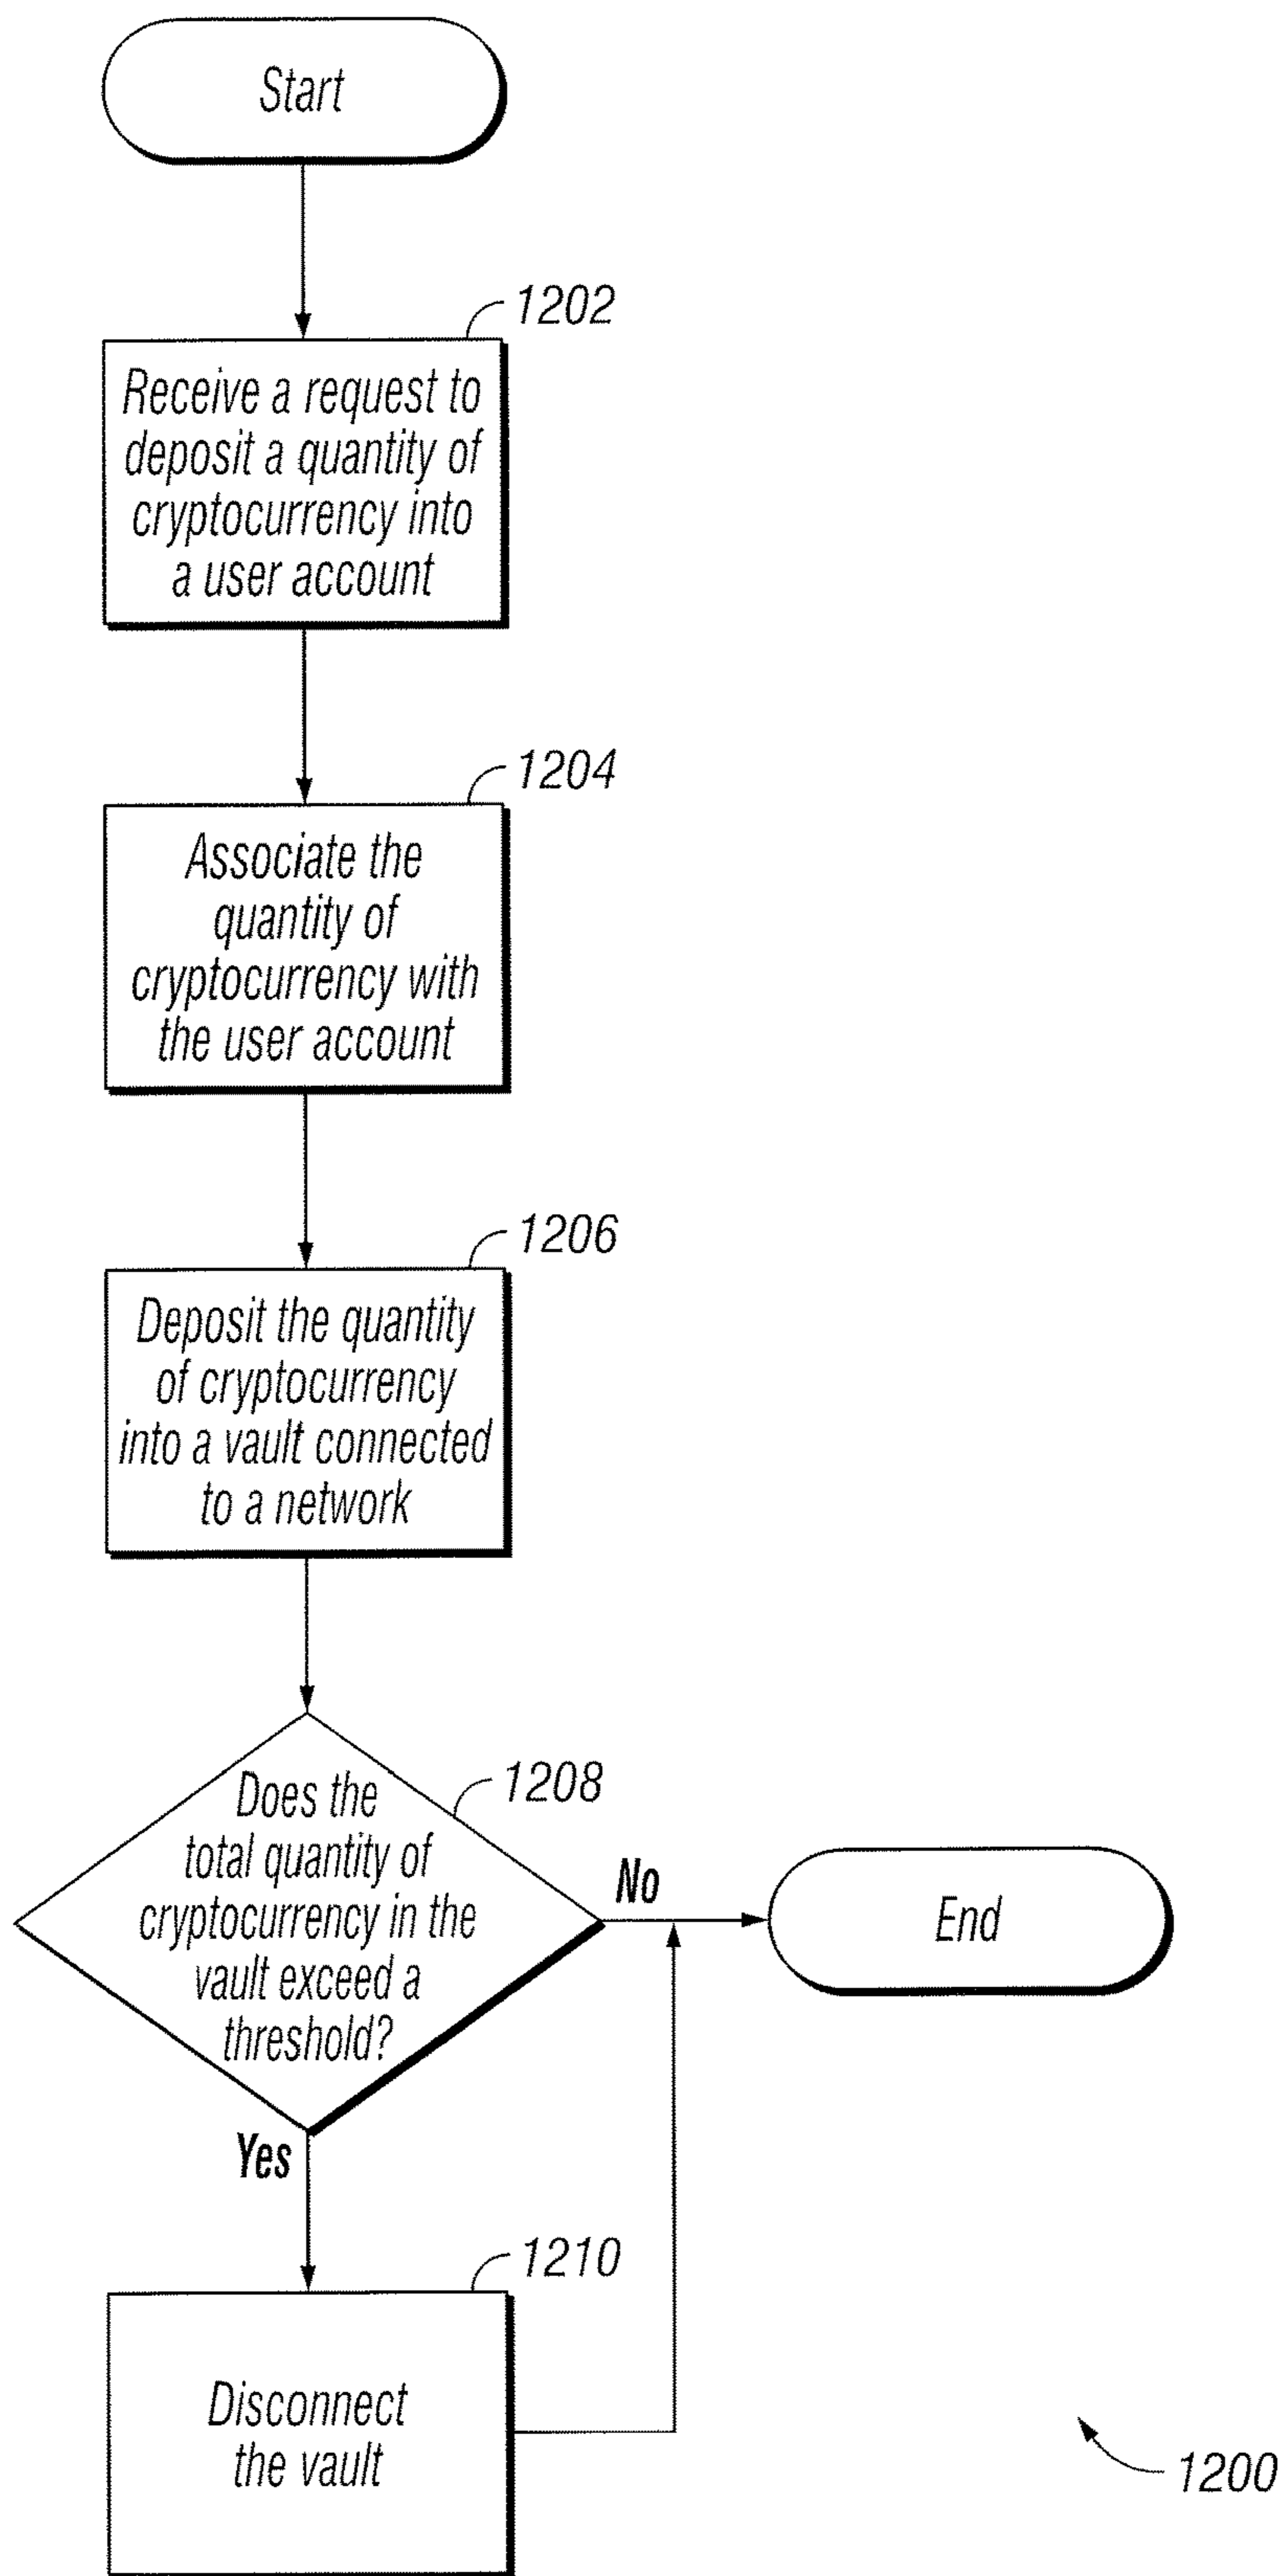 Start
1202
Receive a request to
deposit a quantity of
cryptocurrency into
a user account
1204
Associate the
quantity of
cryptocurrency with
the user account
1206
Deposit the quantity
of cryptocurrency
into a vault connected
to a network
1208
Does the
total quantity of
cryptocurrency in the
vault exceed a
threshold?
No
End
Yes
1210
Disconnect
the vault
1200